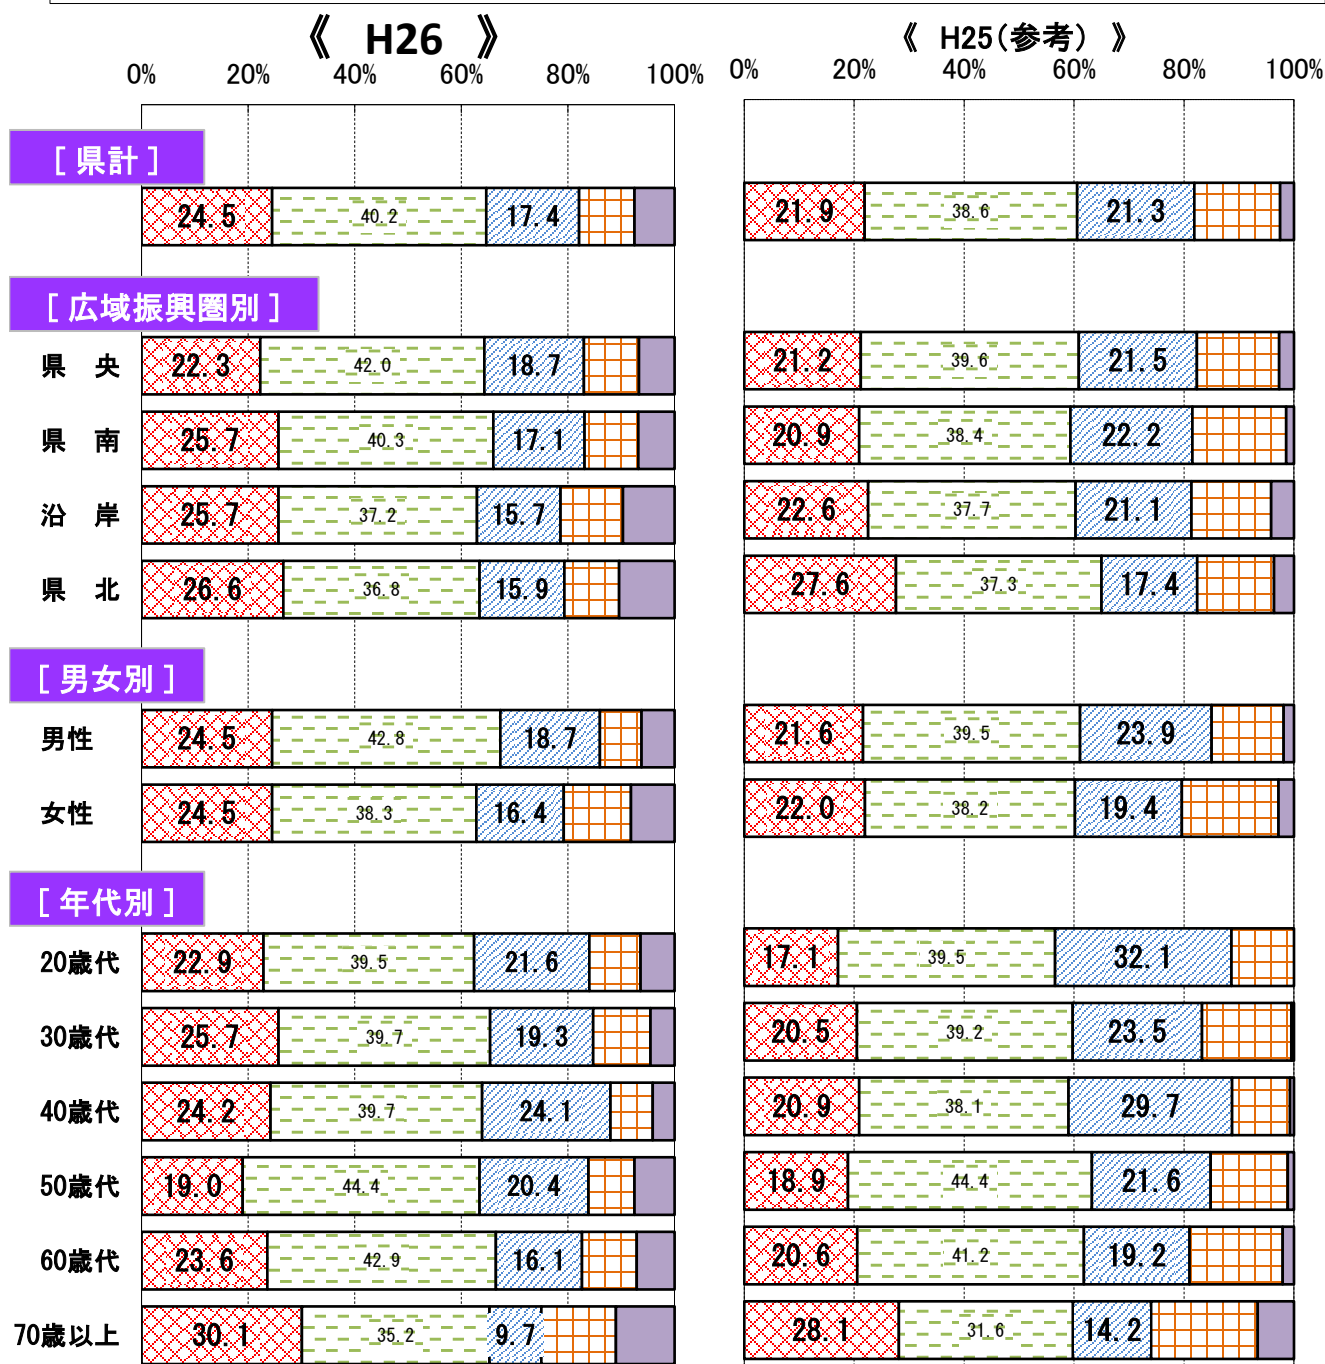 《 H26 》 《 H25(参考) 》
0% 20% 40% 60% 80% 100% 0% 20% 40% 60% 80% 100%
[ 県計 ]
24.5 40.2 17.4 21.9 38.6 21.3
[ 広域振興圏別 ]
県 央 22.3 42.0 18.7 21.2 39.6 21.5
県 南 25.7 40.3 17.1 20.9 38.4 22.2
沿 岸 25.7 37.2 15.7 22.6 37.7 21.1
県 北 26.6 36.8 15.9 27.6 37.3 17.4
[ 男女別 ]
男性 24.5 42.8 18.7 21.6 39.5 23.9
女性 24.5 38.3 16.4 22.0 38.2 19.4
[ 年代別 ]
20歳代 22.9 39.5 21.6 17.1 39.5 32.1
30歳代 25.7 39.7 19.3 20.5 39.2 23.5
40歳代 24.2 39.7 24.1 20.9 38.1 29.7
50歳代 19.0 44.4 20.4 18.9 44.4 21.6
60歳代 23.6 42.9 16.1 20.6 41.2 19.2
70歳以上 30.1 35.2 9.7 28.1 31.6 14.2